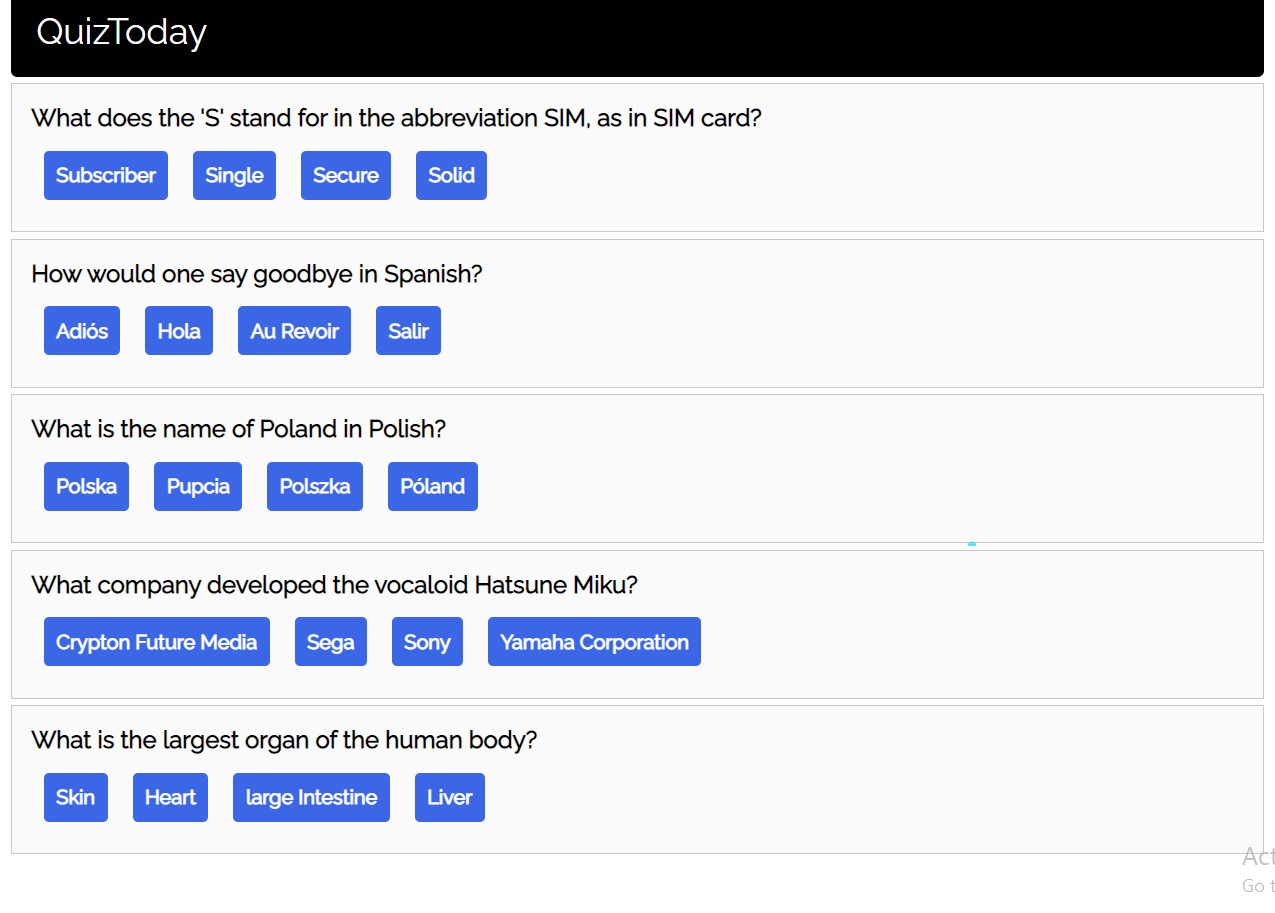 QuizToday
What does the 'S' stand for in the abbreviation SIM, as in SIM card?
Subscriber Single Secure Solid
How would one say goodbye in Spanish?
Adiós Hola Au Revoir Salir
What is the name of Poland in Polish?
Polska Pupcia Polszka Póland
What company developed the vocaloid Hatsune Miku?
Crypton Future Media Sega Sony Yamaha Corporation
What is the largest organ of the human body?
Skin Heart large Intestine Liver
Act
Go t